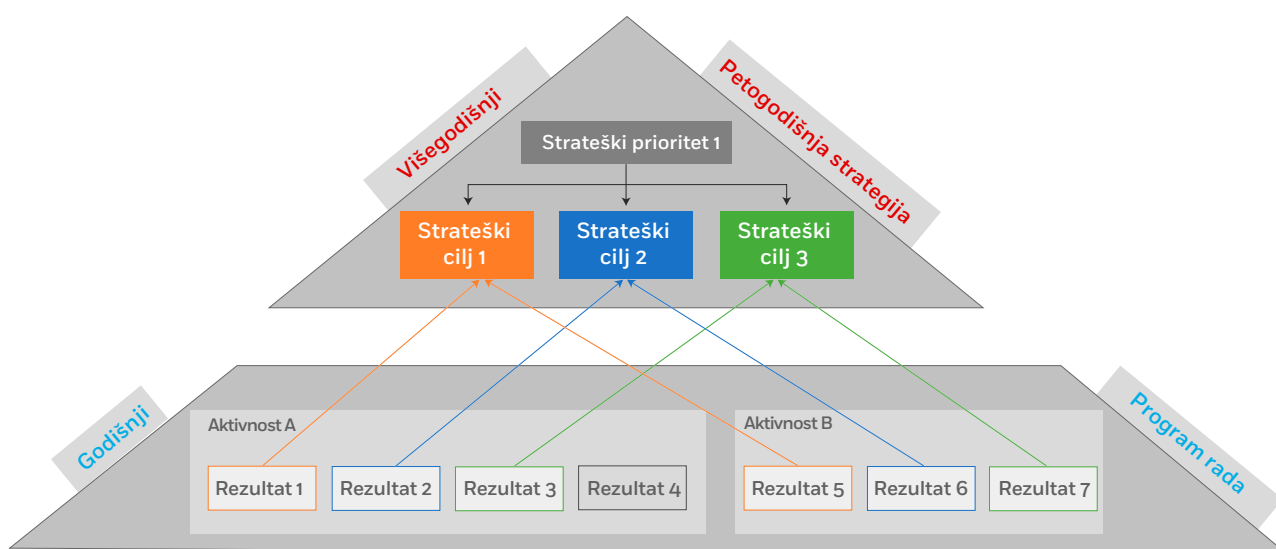 Višegodišnji
Petogodišnja strategija
Strateški prioritet 1
Strateški
cilj 1
Strateški
cilj 2
Strateški
cilj 3
Godišnji
Program rada
Aktivnost A
Rezultat 1
Rezultat 2
Rezultat 3
Rezultat 4
Aktivnost B
Rezultat 5
Rezultat 6
Rezultat 7